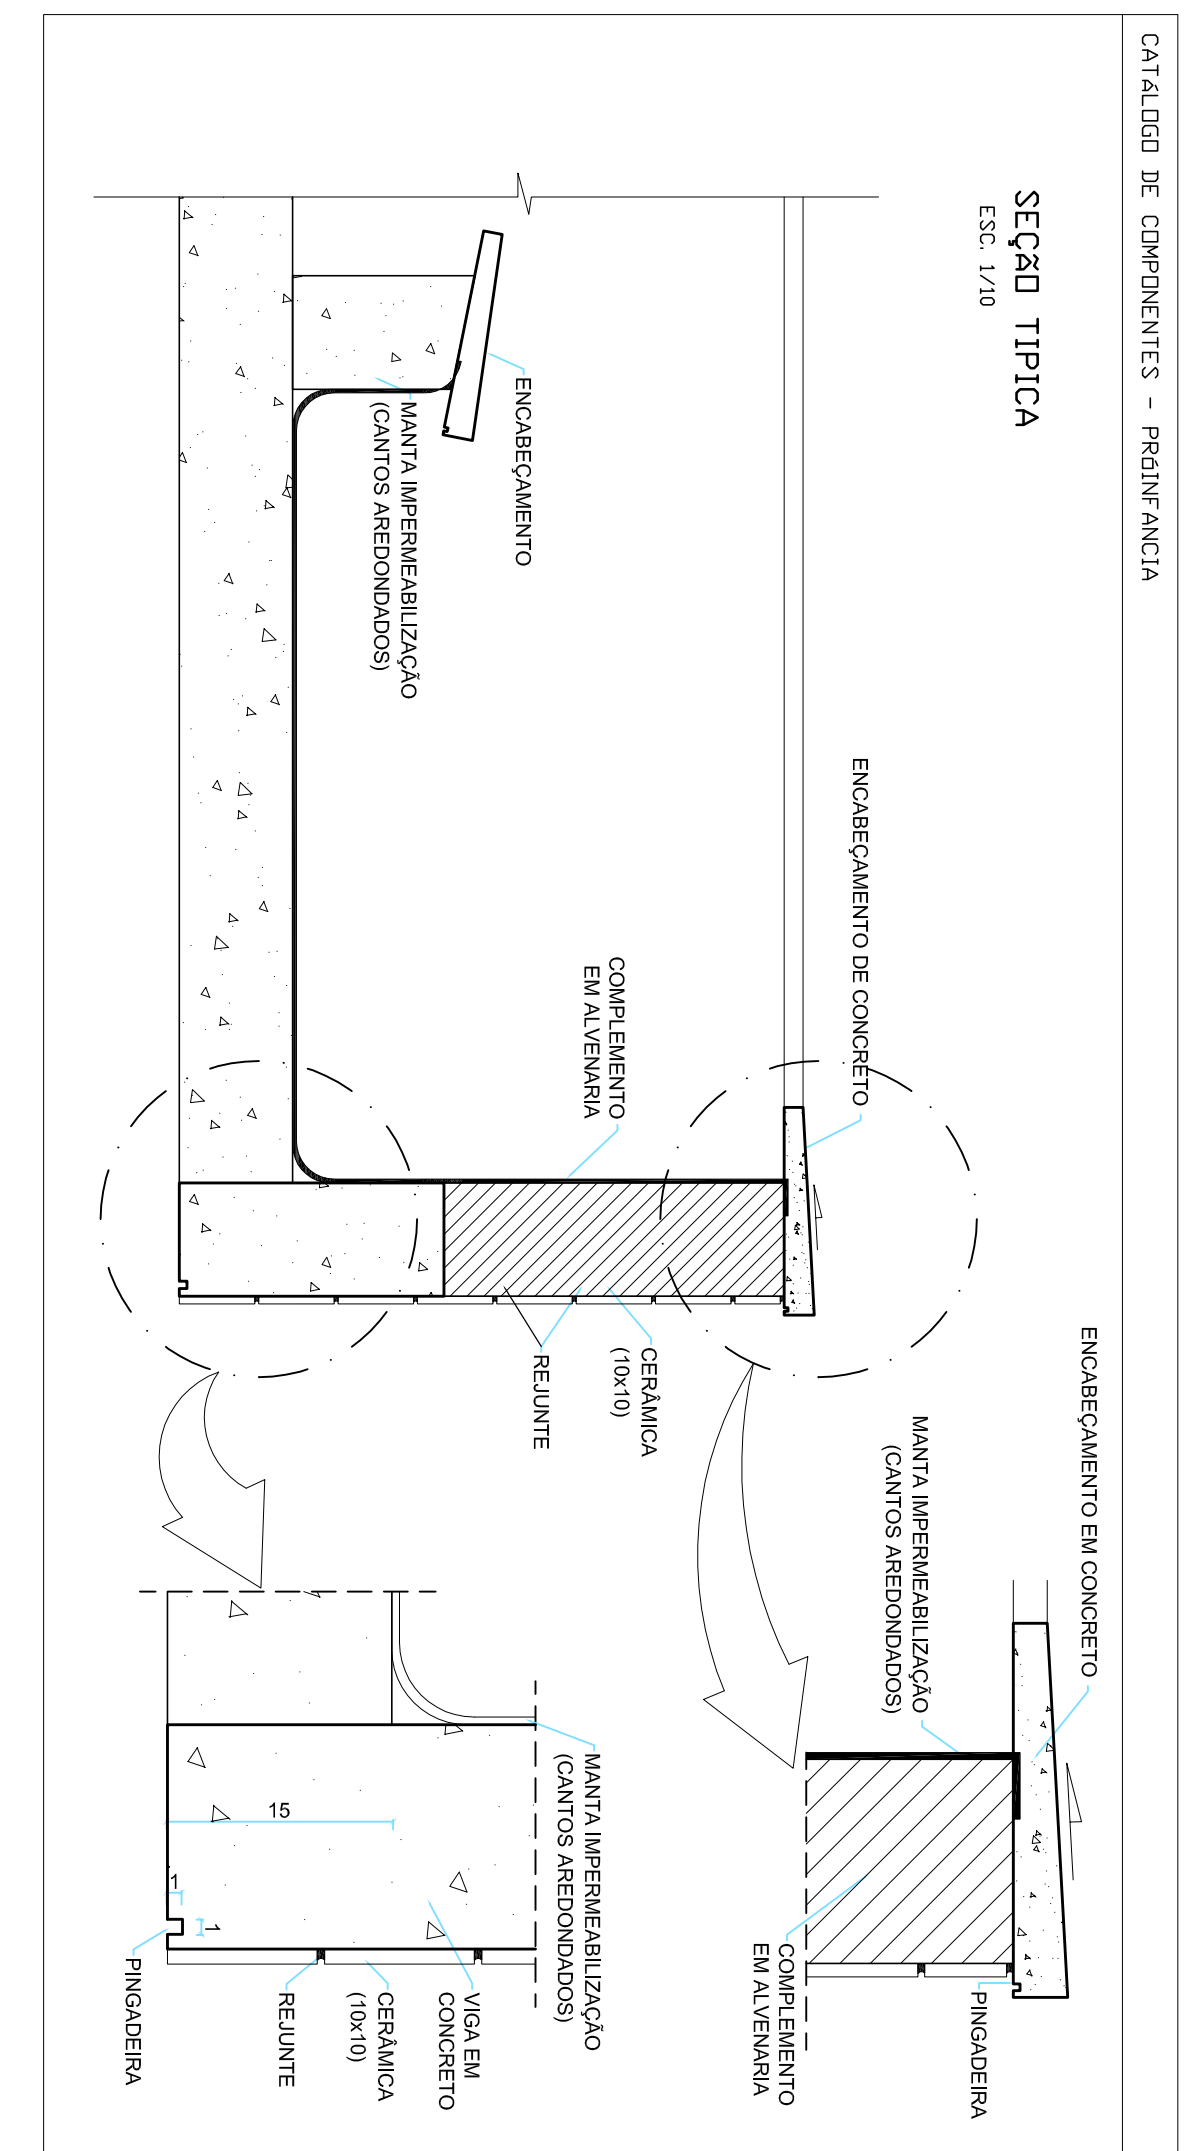 CATÁLOGO DE COMPONENTES - PRÓINFANCIA
SEÇÃO TIPICA
ESC. 1/10
ENCABEÇAMENTO
MANTA IMPERMEABILIZAÇÃO
(CANTOS AREDONDADOS)
ENCABEÇAMENTO DE CONCRETO
COMPLEMENTO
EM ALVENARIA
CERÂMICA
(10x10)
REJUNTE
ENCABEÇAMENTO EM CONCRETO
MANTA IMPERMEABILIZAÇÃO
(CANTOS AREDONDADOS)
PINGADEIRA
COMPLEMENTO
EM ALVENARIA
MANTA IMPERMEABILIZAÇÃO
(CANTOS AREDONDADOS)
15
1
1
VIGA EM
CONCRETO
CERÂMICA
(10x10)
REJUNTE
PINGADEIRA